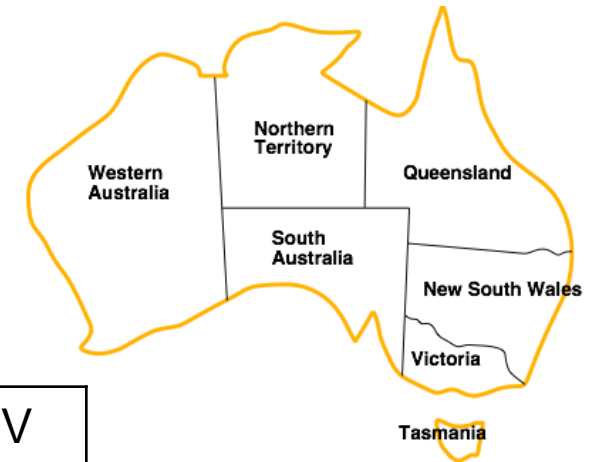 Northern
Territory
Western
Australia
Queensland
South
Australia
New South Wales
Victoria
V
Tasmania